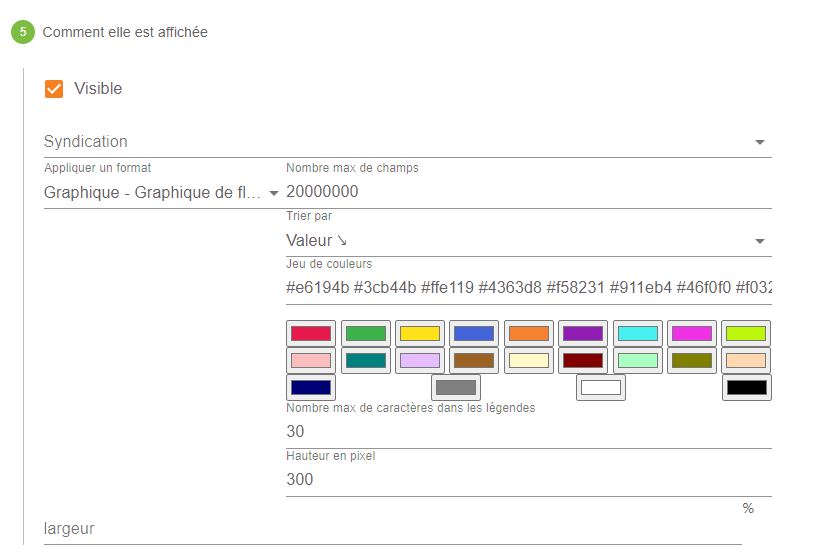 5 Comment elle est affichée
Visible
Syndication
Appliquer un format
Nombre max de champs
Graphique - Graphique de fl...
20000000
Trier par
Valeur ↘
Jeu de couleurs
#e6194b #3cb44b #ffe119 #4363d8 #f58231 #911eb4 #46f0f0 #f032
Nombre max de caractères dans les légendes
30
Hauteur en pixel
300
%
largeur